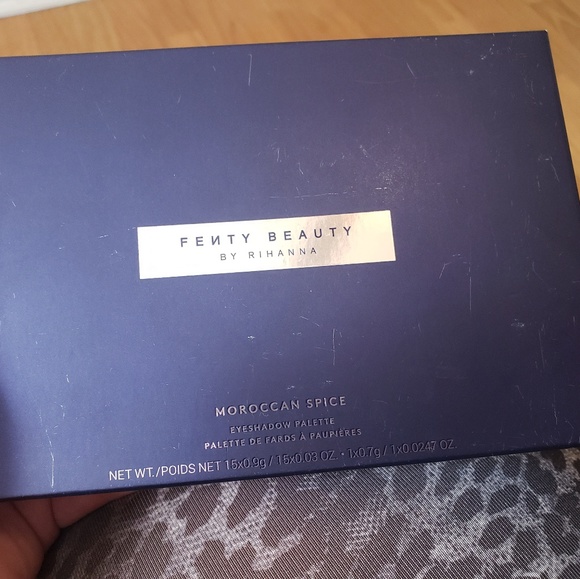 FEИTY BEAUTY
BY RIHANNA
MOROCCAN SPICE
EYESHADOW PALETTE
PALETTE DE FARDS À PAUPIÈRES
NET WT./POIDS NET 15x0.9g / 15x0.03 OZ. • 1x0.7g / 1x0.0247 OZ.